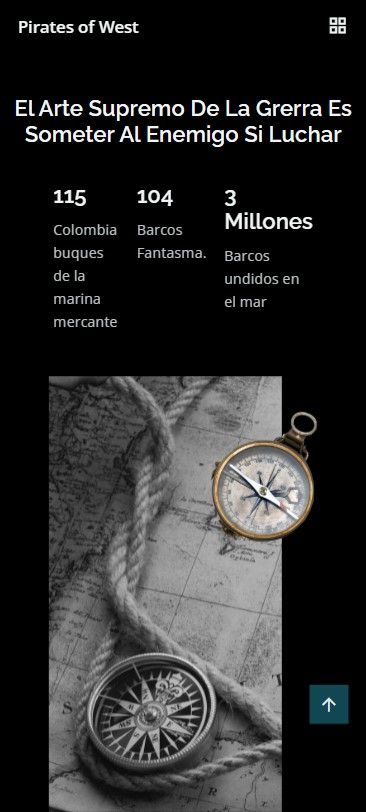 Pirates of West
El Arte Supremo De La Grerra Es
Someter Al Enemigo Si Luchar
115
Colombia
buques
de la
marina
mercante
104
Barcos
Fantasma.
3
Millones
Barcos
undidos en
el mar